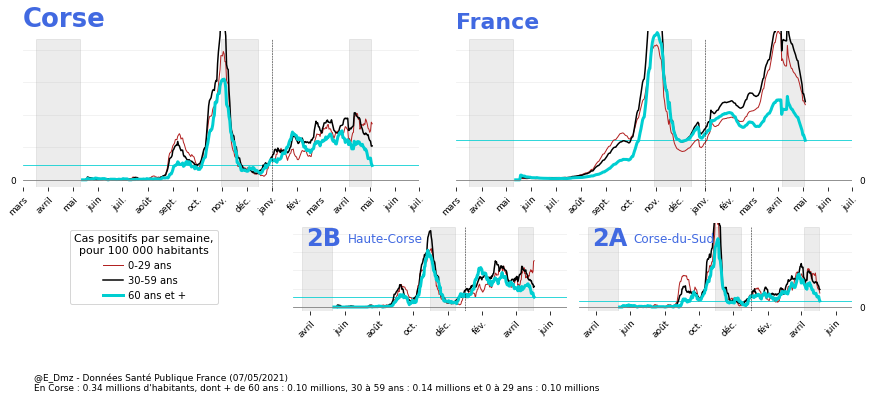 Corse
France
0
mars avril mai juin juil. août sept. oct. nov. déc. janv. fév. mars avril mai juin juil.
mars avril mai juin juil. août sept. oct. nov. déc. janv. fév. mars avril mai juin juil.
0
Cas positifs par semaine,
pour 100 000 habitants
0-29 ans
30-59 ans
60 ans et +
2B Haute-Corse
2A Corse-du-Sud
0
avril juin août oct. déc. fév. avril juin
avril juin août oct. déc. fév. avril juin
@E_Dmz - Données Santé Publique France (07/05/2021)
En Corse : 0.34 millions d'habitants, dont + de 60 ans : 0.10 millions, 30 à 59 ans : 0.14 millions et 0 à 29 ans : 0.10 millions